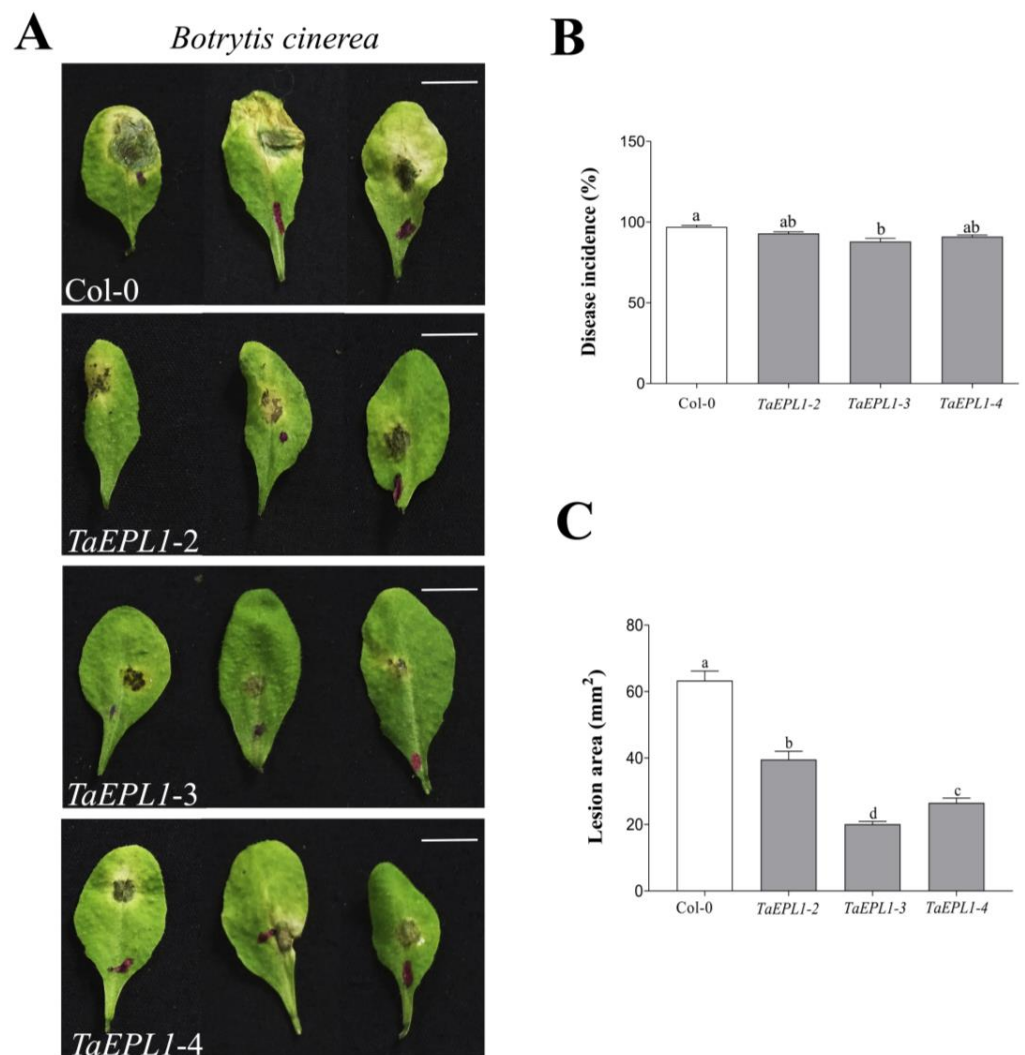 A
Botrytis cinerea
Col-0
TaEPL1-2
TaEPL1-3
TaEPL1-4
B
Disease incidence (%)
150
100
50
0
a
ab
b
ab
Col-0
TaEPL1-2
TaEPL1-3
TaEPL1-4
C
Lesion area (mm²)
80
60
40
20
0
a
b
d
c
Col-0
TaEPL1-2
TaEPL1-3
TaEPL1-4